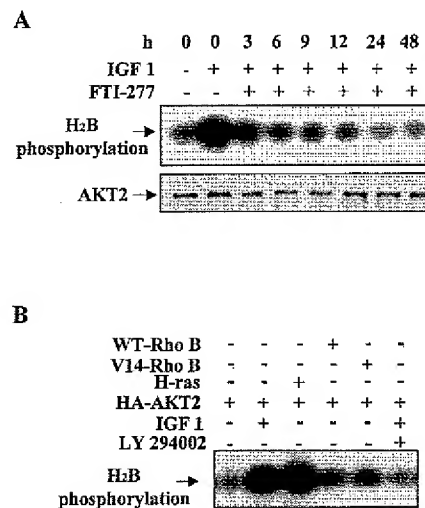 A
h 0 0 3 6 9 12 24 48
IGF 1 - + + + + + + +
FTI-277 - - + + + + + +
H2B
phosphorylation
AKT2
B
WT-Rho B - - - + - -
V14-Rho B - - - - + -
H-ras - - + - - -
HA-AKT2 + + + + + +
IGF 1 - + - - - +
LY 294002 - - - - - +
H2B
phosphorylation